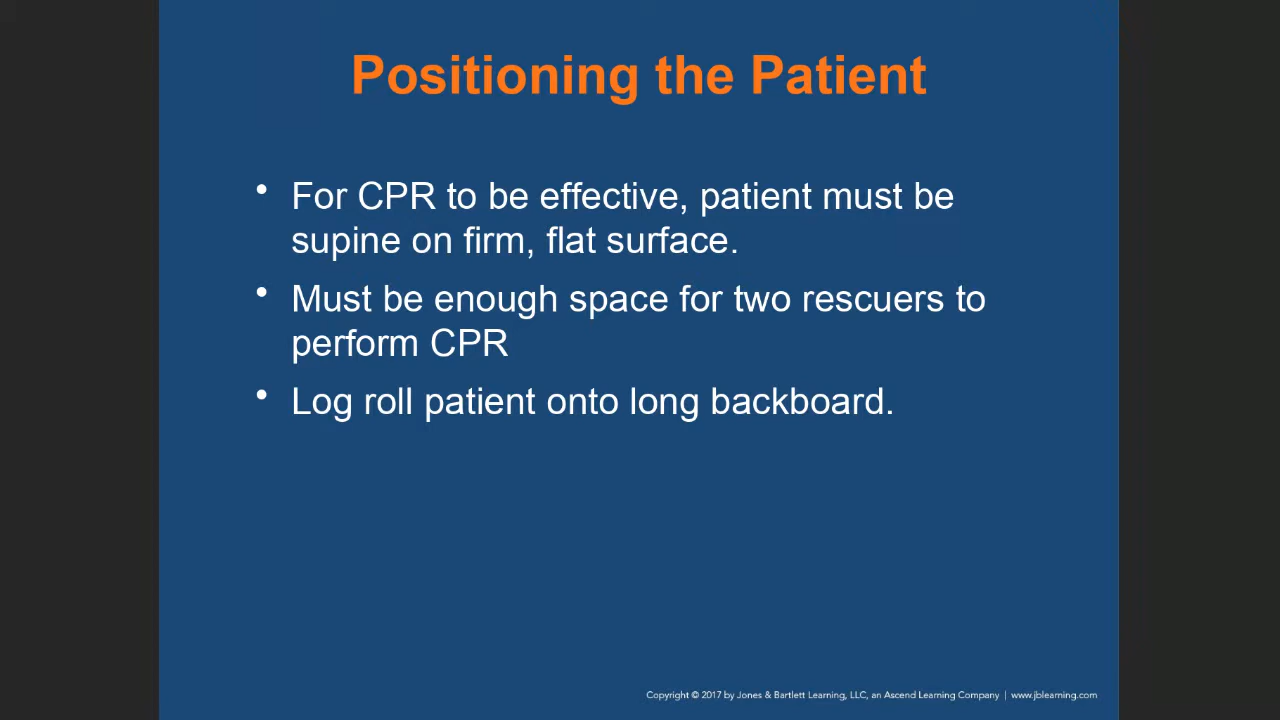 Positioning the Patient
• For CPR to be effective, patient must be
supine on firm, flat surface.
• Must be enough space for two rescuers to
perform CPR
• Log roll patient onto long backboard.
Copyright © 2017 by Jones & Bartlett Learning, LLC, an Ascend Learning Company | www.jblearning.com